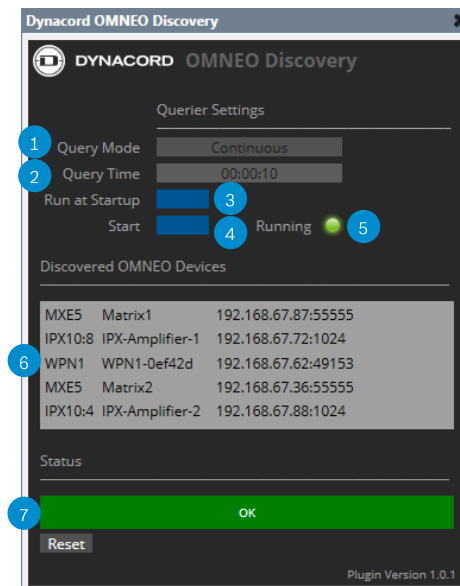 Dynacord OMNEO Discovery
DYNACORD OMNEO Discovery
Querier Settings
1 Query Mode Continuous
2 Query Time 00:00:10
Run at Startup 3
Start 4 Running 5
Discovered OMNEO Devices
MXE5 Matrix1 192.168.67.87:55555
IPX10:8 IPX-Amplifier-1 192.168.67.72:1024
6 WPN1 WPN1-0ef42d 192.168.67.62:49153
MXE5 Matrix2 192.168.67.36:55555
IPX10:4 IPX-Amplifier-2 192.168.67.88:1024
Status
7 OK
Reset
Plugin Version 1.0.1